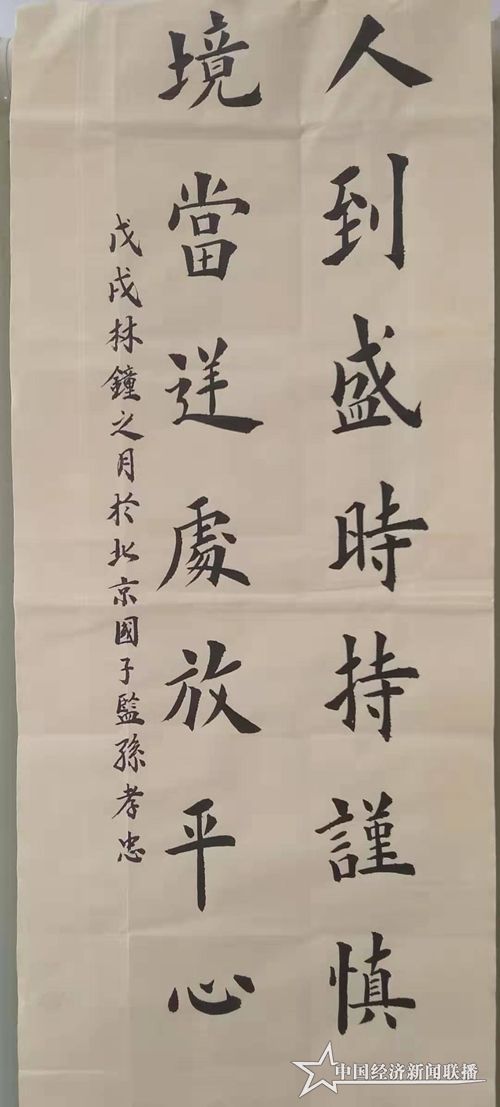 人到盛時持謹慎
境當逆處放平心
戊戌林鐘之月於北京國子監孫孝忠
中国经济新闻联播